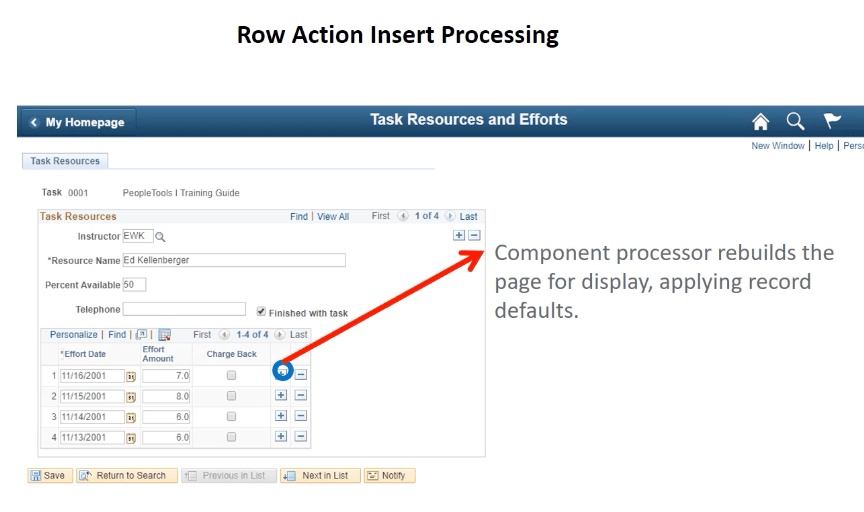 Row Action Insert Processing
My Homepage
Task Resources and Efforts
New Window | Help | Perso
Task Resources
Task 0001 PeopleTools I Training Guide
Task Resources Find | View All First 1 of 4 Last
Instructor EWK
*Resource Name Ed Kellenberger
Percent Available 50
Telephone Finished with task
Component processor rebuilds the
page for display, applying record
defaults.
Personalize | Find | First 1-4 of 4 Last
*Effort Date Effort Amount Charge Back
1 11/16/2001 7.0
2 11/15/2001 8.0
3 11/14/2001 6.0
4 11/13/2001 6.0
Save Return to Search Previous in List Next in List Notify